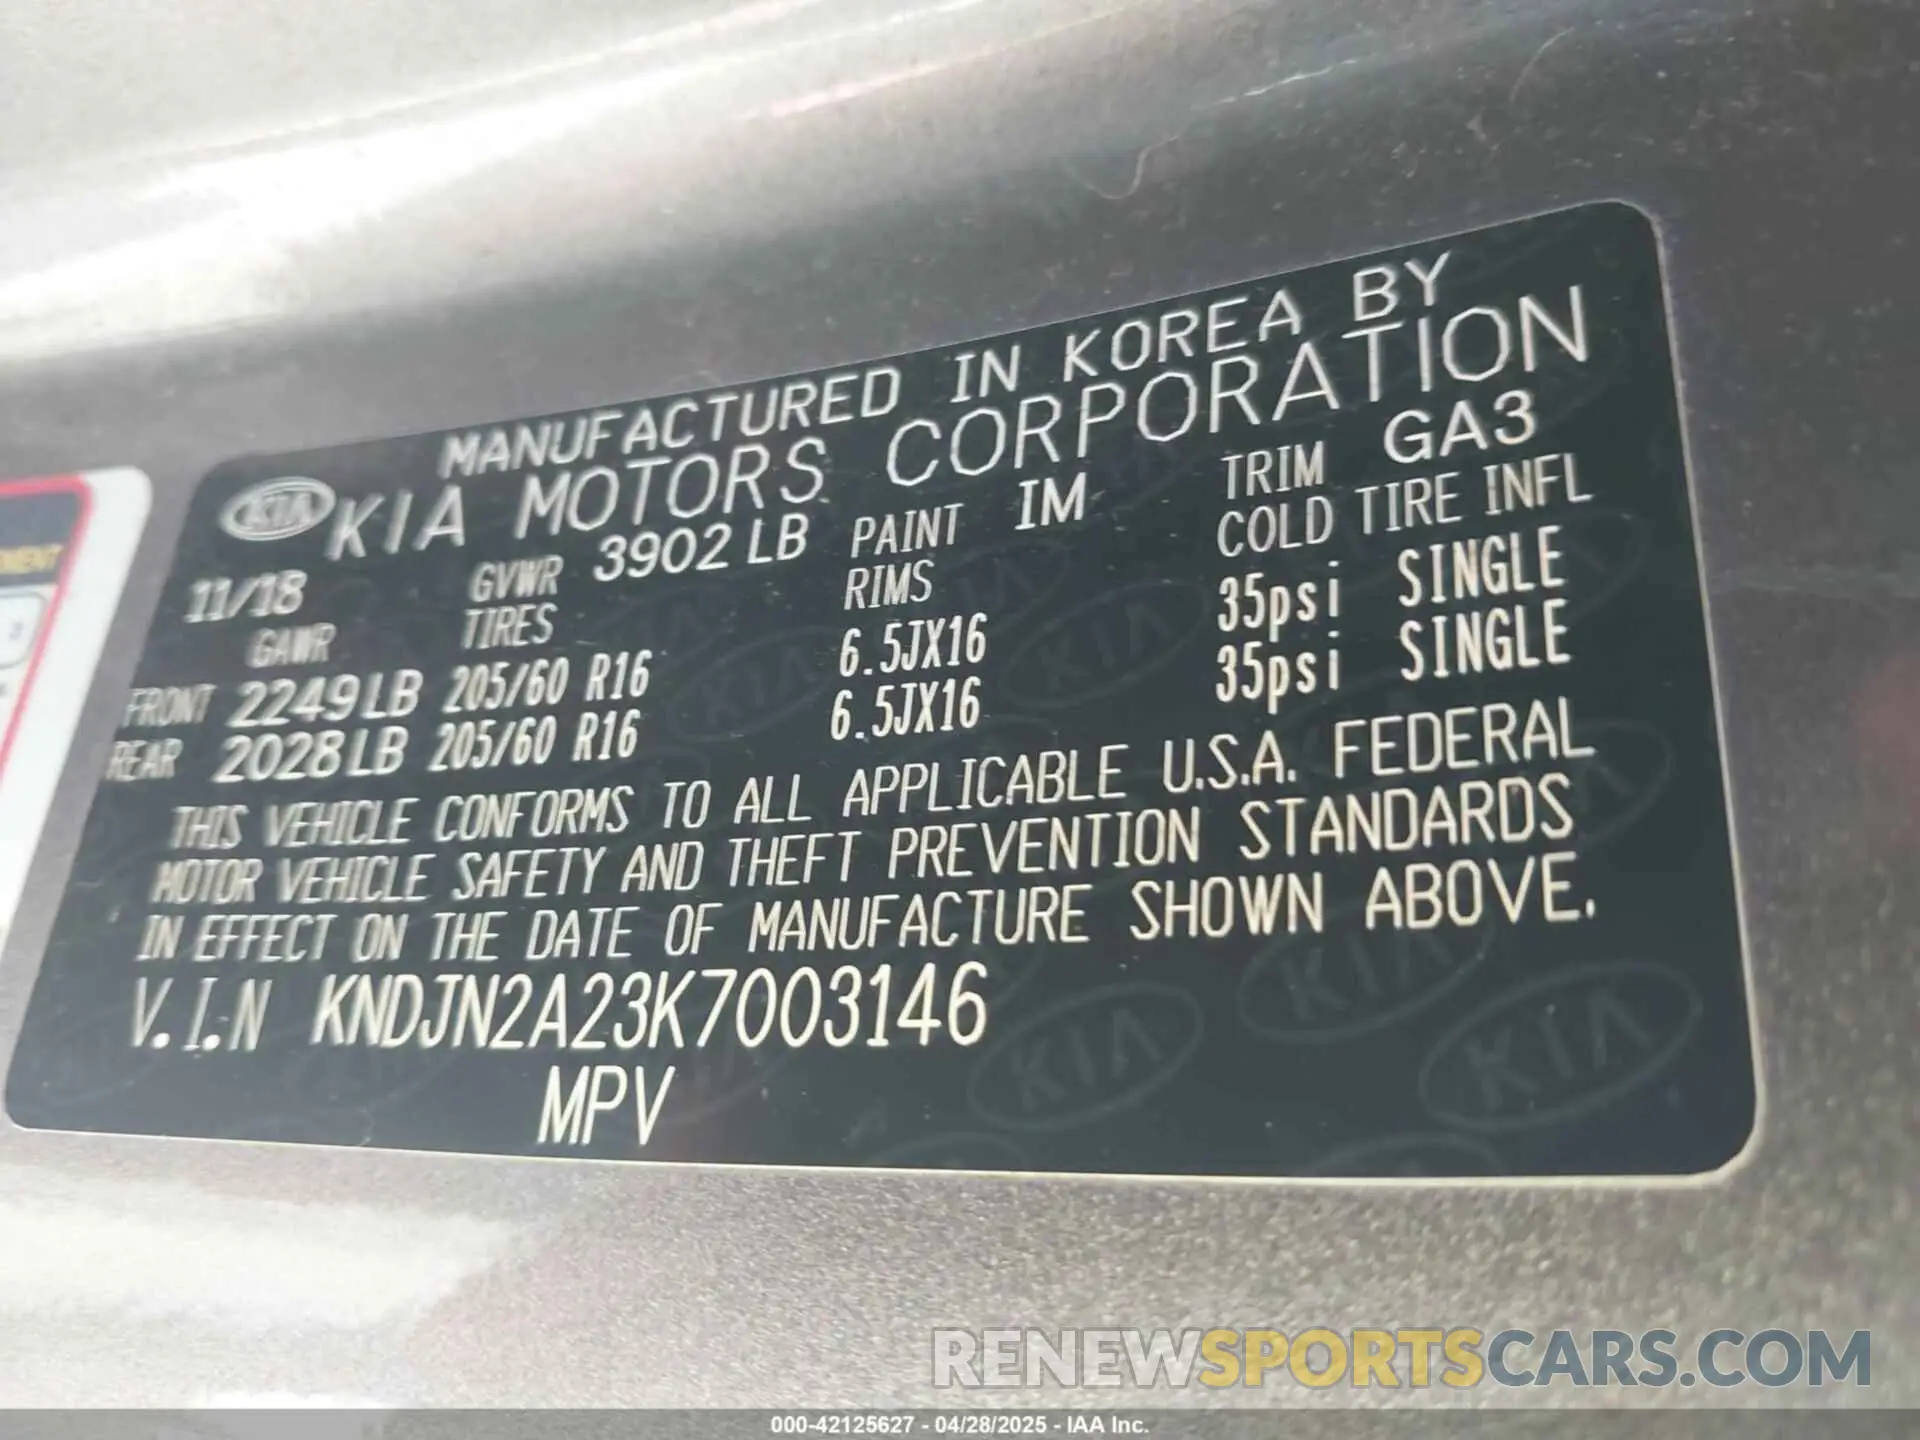 MANUFACTURED IN KOREA BY
KIA KIA MOTORS CORPORATION
11/18 GVWR 3902 LB PAINT IM TRIM GA3
GAWR TIRES RIMS COLD TIRE INFL
FRONT 2249LB 205/60 R16 6.5JX16 35psi SINGLE
REAR 2028LB 205/60 R16 6.5JX16 35psi SINGLE
THIS VEHICLE CONFORMS TO ALL APPLICABLE U.S.A. FEDERAL
MOTOR VEHICLE SAFETY AND THEFT PREVENTION STANDARDS
IN EFFECT ON THE DATE OF MANUFACTURE SHOWN ABOVE.
V.I.N KNDJN2A23K7003146
MPV
RENEWSPORTSCARS.COM
000-42125627 - 04/28/2025 - IAA Inc.